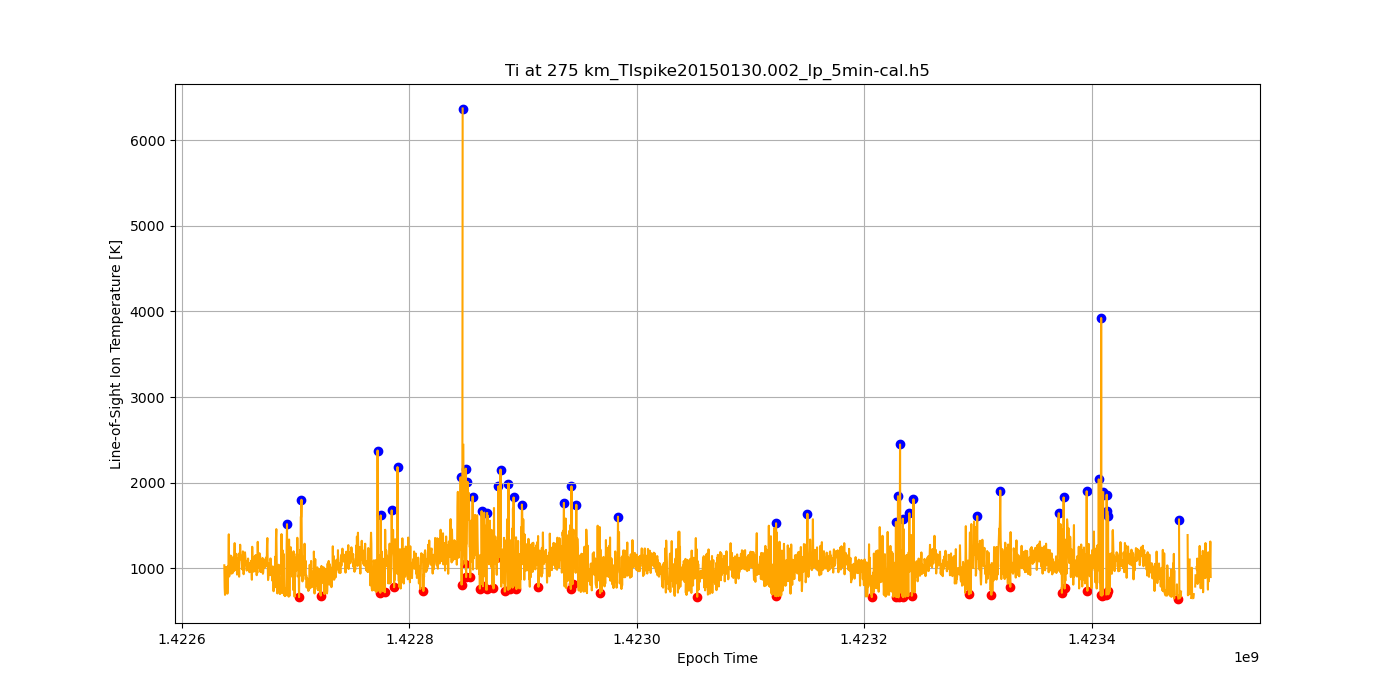 Ti at 275 km_TIspike20150130.002_lp_5min-cal.h5
Line-of-Sight Ion Temperature [K]
6000
5000
4000
3000
2000
1000
1.4226
1.4228
1.4230
1.4232
1.4234
1e9
Epoch Time